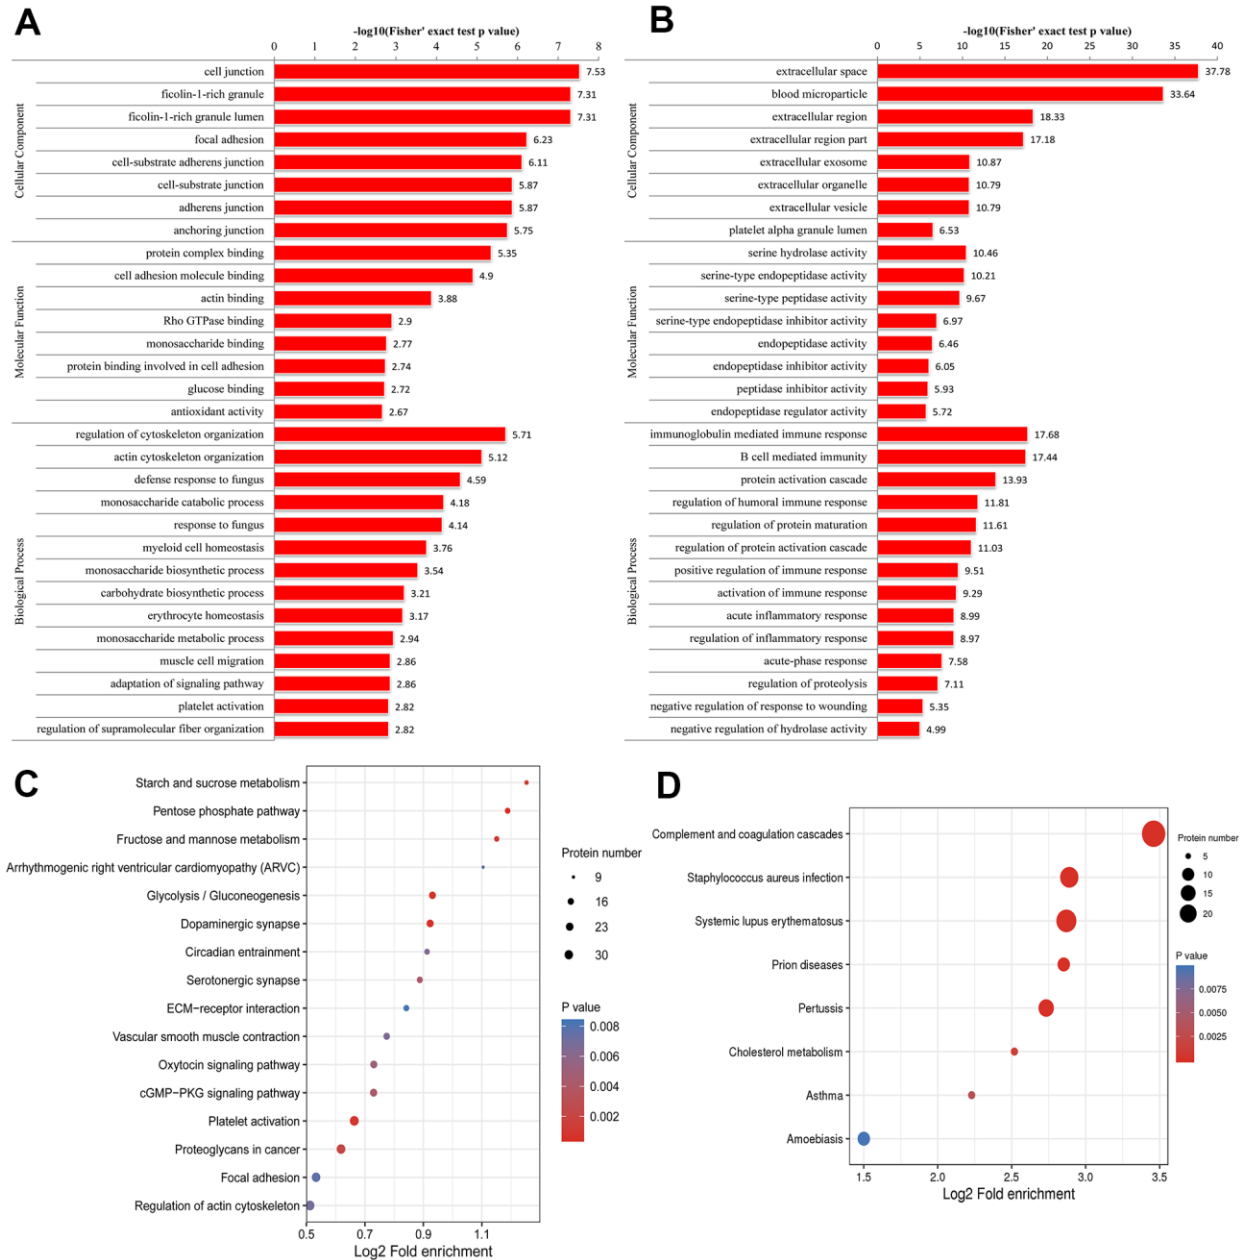 A
-log10(Fisher' exact test p value)
0 1 2 3 4 5 6 7 8
Cellular Component
cell junction 7.53
ficolin-1-rich granule 7.31
ficolin-1-rich granule lumen 7.31
focal adhesion 6.23
cell-substrate adherens junction 6.11
cell-substrate junction 5.87
adherens junction 5.87
anchoring junction 5.75
Molecular Function
protein complex binding 5.35
cell adhesion molecule binding 4.9
actin binding 3.88
Rho GTPase binding 2.9
monosaccharide binding 2.77
protein binding involved in cell adhesion 2.74
glucose binding 2.72
antioxidant activity 2.67
Biological Process
regulation of cytoskeleton organization 5.71
actin cytoskeleton organization 5.12
defense response to fungus 4.59
monosaccharide catabolic process 4.18
response to fungus 4.14
myeloid cell homeostasis 3.76
monosaccharide biosynthetic process 3.54
carbohydrate biosynthetic process 3.21
erythrocyte homeostasis 3.17
monosaccharide metabolic process 2.94
muscle cell migration 2.86
adaptation of signaling pathway 2.86
platelet activation 2.82
regulation of supramolecular fiber organization 2.82
B
-log10(Fisher' exact test p value)
0 5 10 15 20 25 30 35 40
Cellular Component
extracellular space 37.78
blood microparticle 33.64
extracellular region 18.33
extracellular region part 17.18
extracellular exosome 10.87
extracellular organelle 10.79
extracellular vesicle 10.79
platelet alpha granule lumen 6.53
Molecular Function
serine hydrolase activity 10.46
serine-type endopeptidase activity 10.21
serine-type peptidase activity 9.67
serine-type endopeptidase inhibitor activity 6.97
endopeptidase activity 6.46
endopeptidase inhibitor activity 6.05
peptidase inhibitor activity 5.93
endopeptidase regulator activity 5.72
Biological Process
immunoglobulin mediated immune response 17.68
B cell mediated immunity 17.44
protein activation cascade 13.93
regulation of humoral immune response 11.81
regulation of protein maturation 11.61
regulation of protein activation cascade 11.03
positive regulation of immune response 9.51
activation of immune response 9.29
acute inflammatory response 8.99
regulation of inflammatory response 8.97
acute-phase response 7.58
regulation of proteolysis 7.11
negative regulation of response to wounding 5.35
negative regulation of hydrolase activity 4.99
C
Starch and sucrose metabolism
Pentose phosphate pathway
Fructose and mannose metabolism
Arrhythmogenic right ventricular cardiomyopathy (ARVC)
Glycolysis / Gluconeogenesis
Dopaminergic synapse
Circadian entrainment
Serotonergic synapse
ECM−receptor interaction
Vascular smooth muscle contraction
Oxytocin signaling pathway
cGMP−PKG signaling pathway
Platelet activation
Proteoglycans in cancer
Focal adhesion
Regulation of actin cytoskeleton
0.5 0.7 0.9 1.1
Log2 Fold enrichment
Protein number
9
16
23
30
P value
0.008
0.006
0.004
0.002
D
Complement and coagulation cascades
Staphylococcus aureus infection
Systemic lupus erythematosus
Prion diseases
Pertussis
Cholesterol metabolism
Asthma
Amoebiasis
1.5 2.0 2.5 3.0 3.5
Log2 Fold enrichment
Protein number
5
10
15
20
P value
0.0075
0.0050
0.0025